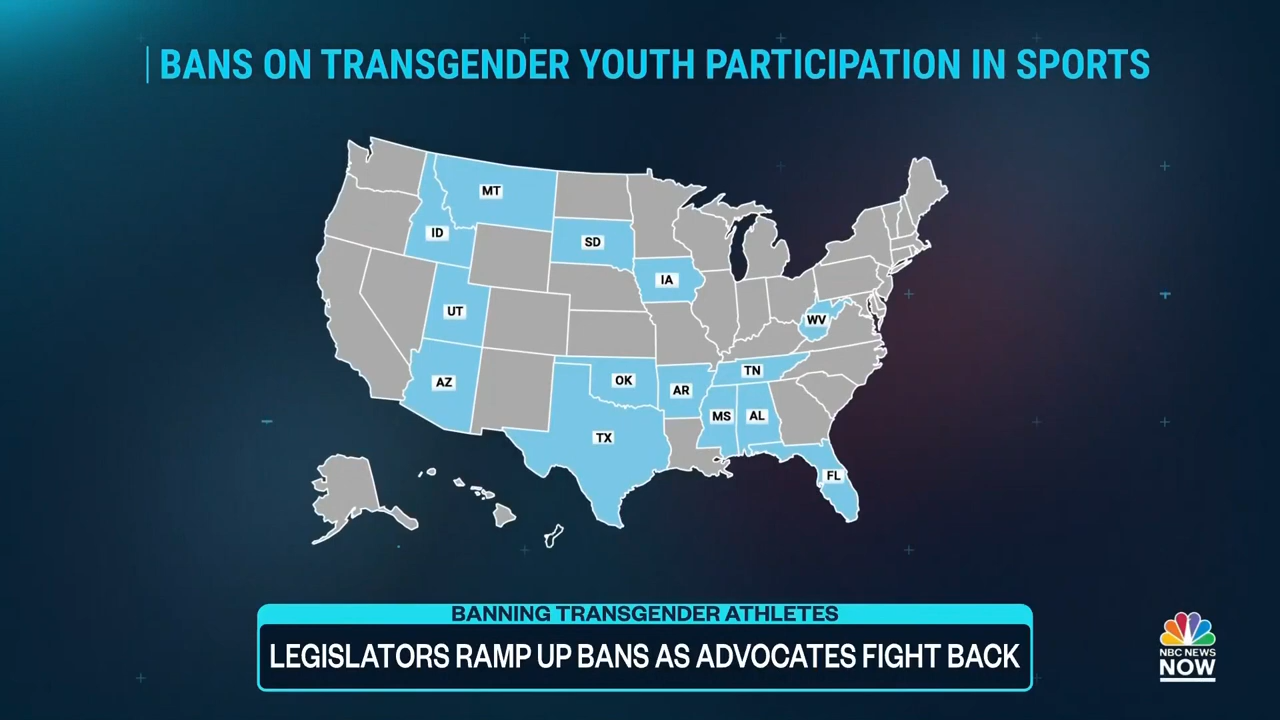 BANS ON TRANSGENDER YOUTH PARTICIPATION IN SPORTS
MT
ID
SD
IA
UT
WV
TN
AZ
OK
AR
MS
AL
TX
FL
BANNING TRANSGENDER ATHLETES
LEGISLATORS RAMP UP BANS AS ADVOCATES FIGHT BACK
NBC NEWS
NOW